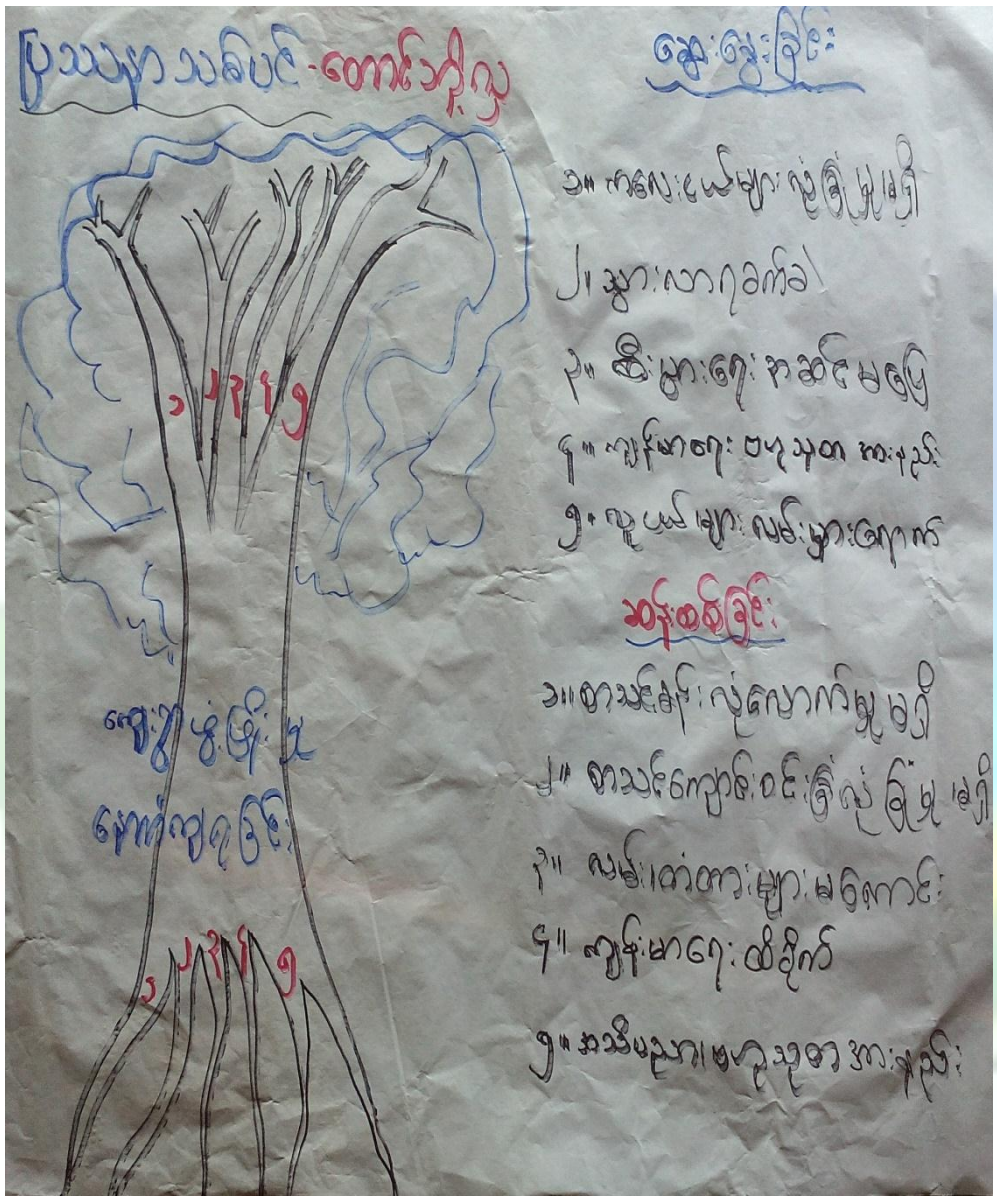 ပြဿနာသစ်ပင် - တောင်ဘို့လှ
ဆွေးနွေးခြင်း
၁။ ကလေးငယ်များ လုံခြုံမှုမရှိ
၂။ သွားလာရခက်ခဲ
၃။ စီးပွားရေး အဆင်မပြေ
၄။ ကျန်းမာရေး ဗဟုသုတ အားနည်း
၅။ လူငယ်များ လမ်းမှားရောက်
ဆန်းစစ်ခြင်း
၁။ စာသင်ခန်း လုံလောက်မှုမရှိ
၂။ စာသင်ကျောင်းဝင်းခြံလုံခြုံမှုမရှိ
၃။ လမ်း၊တံတားများ မကောင်း
၄။ ကျန်းမာရေး ထိခိုက်
၅။ အသိပညာ၊ဗဟုသုတ အားနည်း
ကျေးရွာ ဖွံ့ဖြိုးမှု
နောက်ကျရခြင်း
၁ ၂ ၃ ၄ ၅
၁ ၂ ၃ ၄ ၅